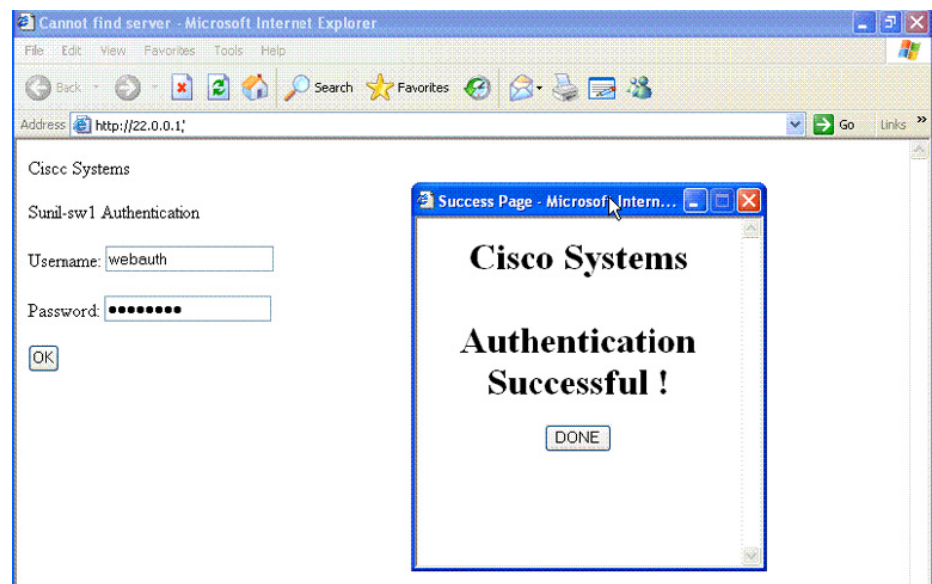 Cannot find server - Microsoft Internet Explorer
File Edit View Favorites Tools Help
Back Search Favorites
Address http://22.0.0.1; Go Links »
Ciscc Systems
Sunil-sw1 Authentication
Username: webauth
Password: ●●●●●●●●
OK
Success Page - Microsoft Intern...
Cisco Systems
Authentication
Successful !
DONE